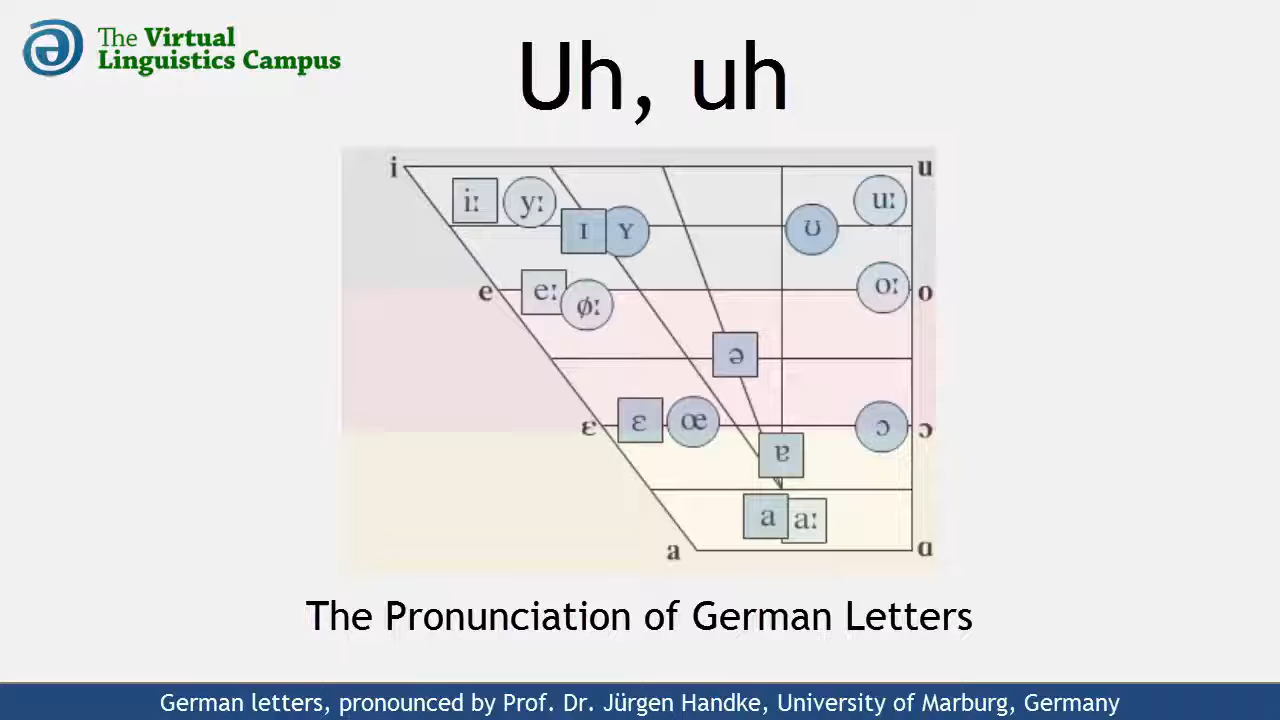 The Virtual
Linguistics Campus
Uh, uh
i u
iː yː uː
ɪ ʏ ʊ
e eː øː oː o
ə
ɛ ɛ œ ɔ ɔ
ɐ
a aː
a ɑ
The Pronunciation of German Letters
German letters, pronounced by Prof. Dr. Jürgen Handke, University of Marburg, Germany